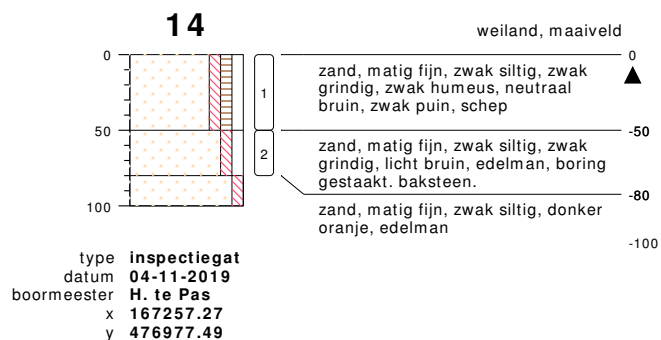 14
weiland, maaiveld
0
50
100
1
2
0
zand, matig fijn, zwak siltig, zwak
grindig, zwak humeus, neutraal
bruin, zwak puin, schep
-50
zand, matig fijn, zwak siltig, zwak
grindig, licht bruin, edelman, boring
gestaakt. baksteen.
-80
zand, matig fijn, zwak siltig, donker
oranje, edelman
-100
type inspectiegat
datum 04-11-2019
boormeester H. te Pas
x 167257.27
y 476977.49